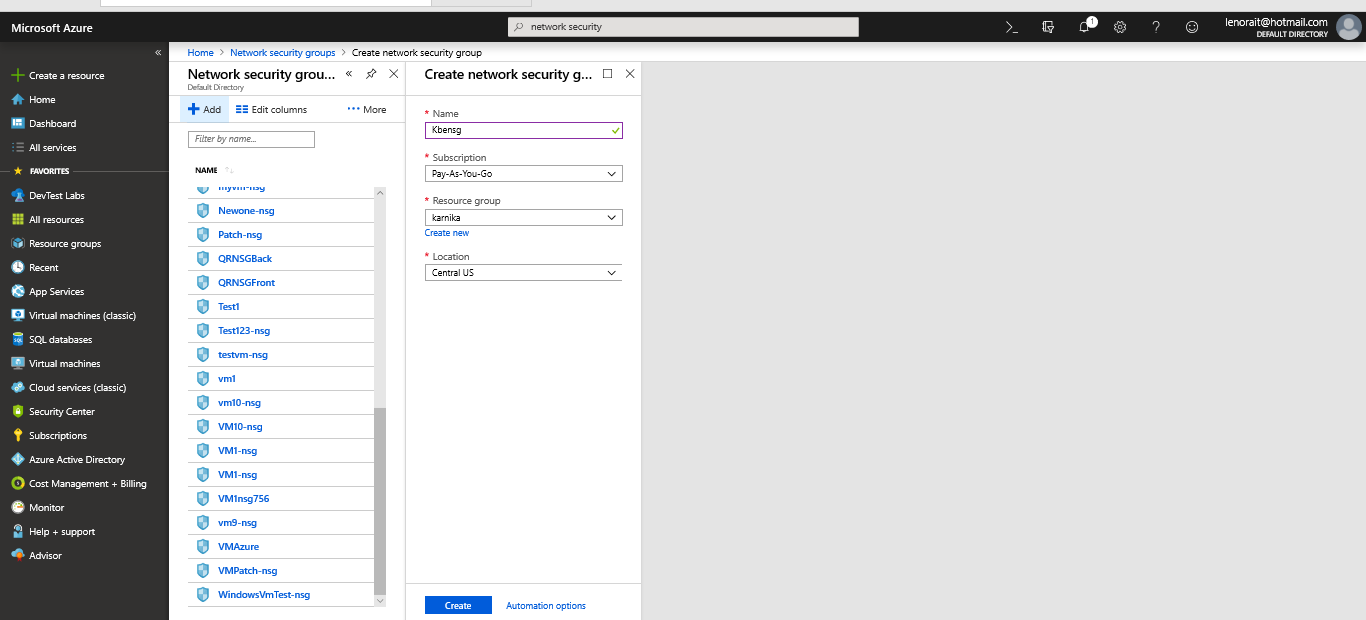 Microsoft Azure
network security
1
lenorait@hotmail.com
DEFAULT DIRECTORY
Home > Network security groups > Create network security group
«
Create a resource
Home
Dashboard
All services
FAVORITES
DevTest Labs
All resources
Resource groups
Recent
App Services
Virtual machines (classic)
SQL databases
Virtual machines
Cloud services (classic)
Security Center
Subscriptions
Azure Active Directory
Cost Management + Billing
Monitor
Help + support
Advisor
Network security grou... «
Default Directory
Add Edit columns ··· More
Filter by name...
NAME
myvm-nsg
Newone-nsg
Patch-nsg
QRNSGBack
QRNSGFront
Test1
Test123-nsg
testvm-nsg
vm1
vm10-nsg
VM10-nsg
VM1-nsg
VM1-nsg
VM1nsg756
vm9-nsg
VMAzure
VMPatch-nsg
WindowsVmTest-nsg
Create network security g...
* Name
Kbensg
* Subscription
Pay-As-You-Go
* Resource group
karnika
Create new
* Location
Central US
Create Automation options